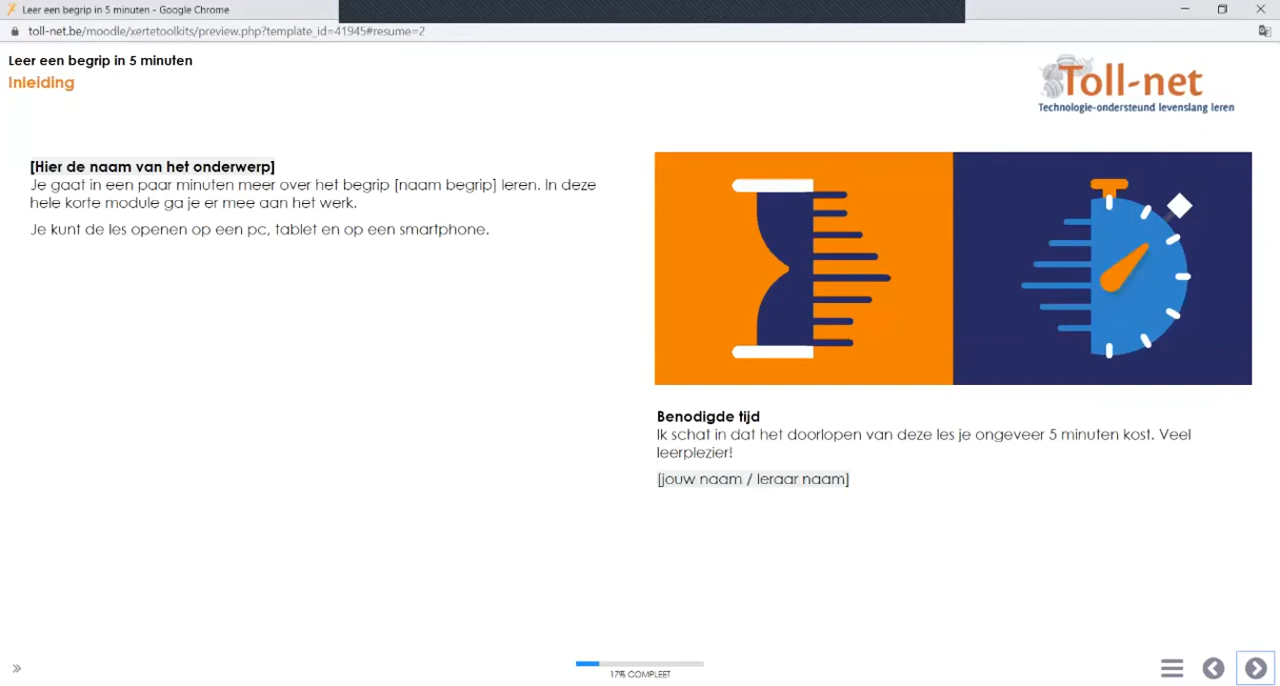 Leer een begrip in 5 minuten - Google Chrome
toll-net.be/moodle/xertetoolkits/preview.php?template_id=41945#resume=2
Leer een begrip in 5 minuten
Inleiding
Toll-net
Technologie-ondersteund levenslang leren
[Hier de naam van het onderwerp]
Je gaat in een paar minuten meer over het begrip [naam begrip] leren. In deze
hele korte module ga je er mee aan het werk.
Je kunt de les openen op een pc, tablet en op een smartphone.
Benodigde tijd
Ik schat in dat het doorlopen van deze les je ongeveer 5 minuten kost. Veel
leerplezier!
[jouw naam / leraar naam]
17% COMPLEET